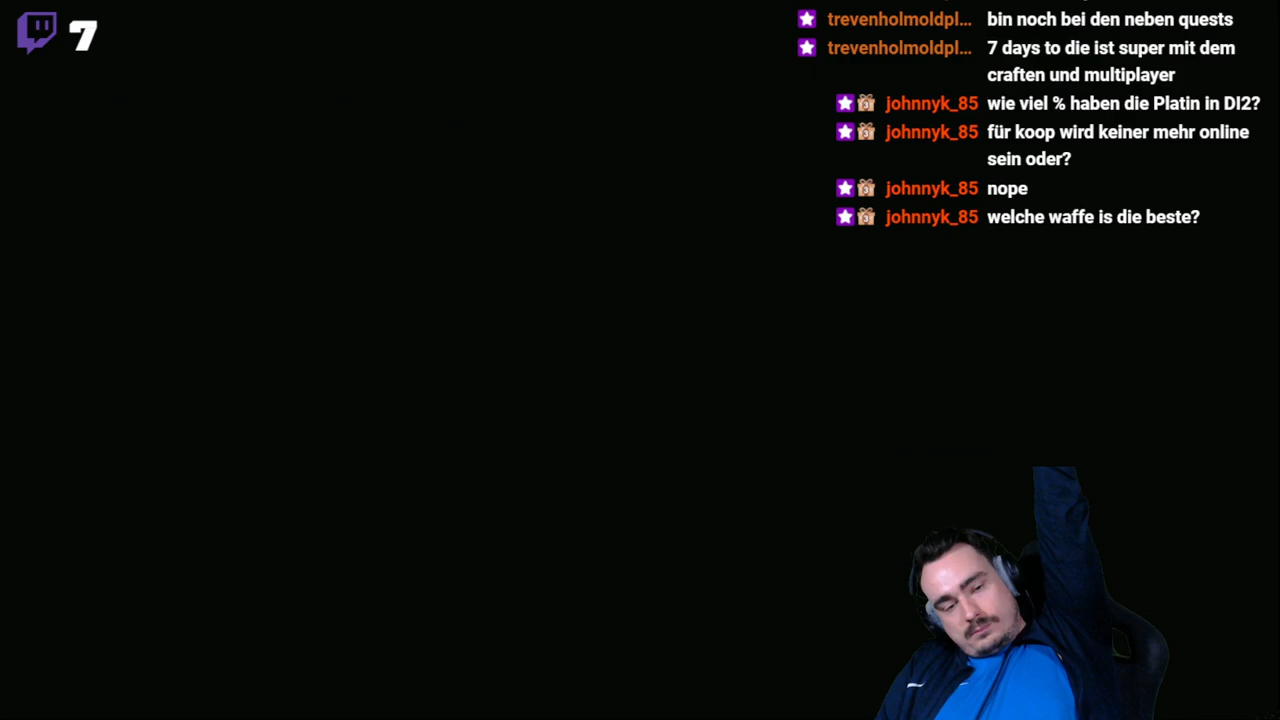 7
trevenholmoldpl... bin noch bei den neben quests
trevenholmoldpl... 7 days to die ist super mit dem
craften und multiplayer
johnnyk_85 wie viel % haben die Platin in DI2?
johnnyk_85 für koop wird keiner mehr online
sein oder?
johnnyk_85 nope
johnnyk_85 welche waffe is die beste?